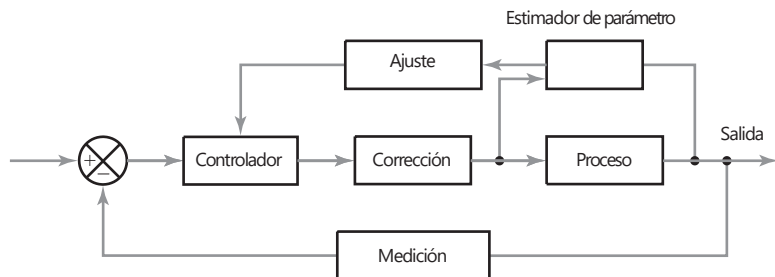 Estimador de parámetro
Ajuste
Salida
+
−
Controlador
Corrección
Proceso
Medición